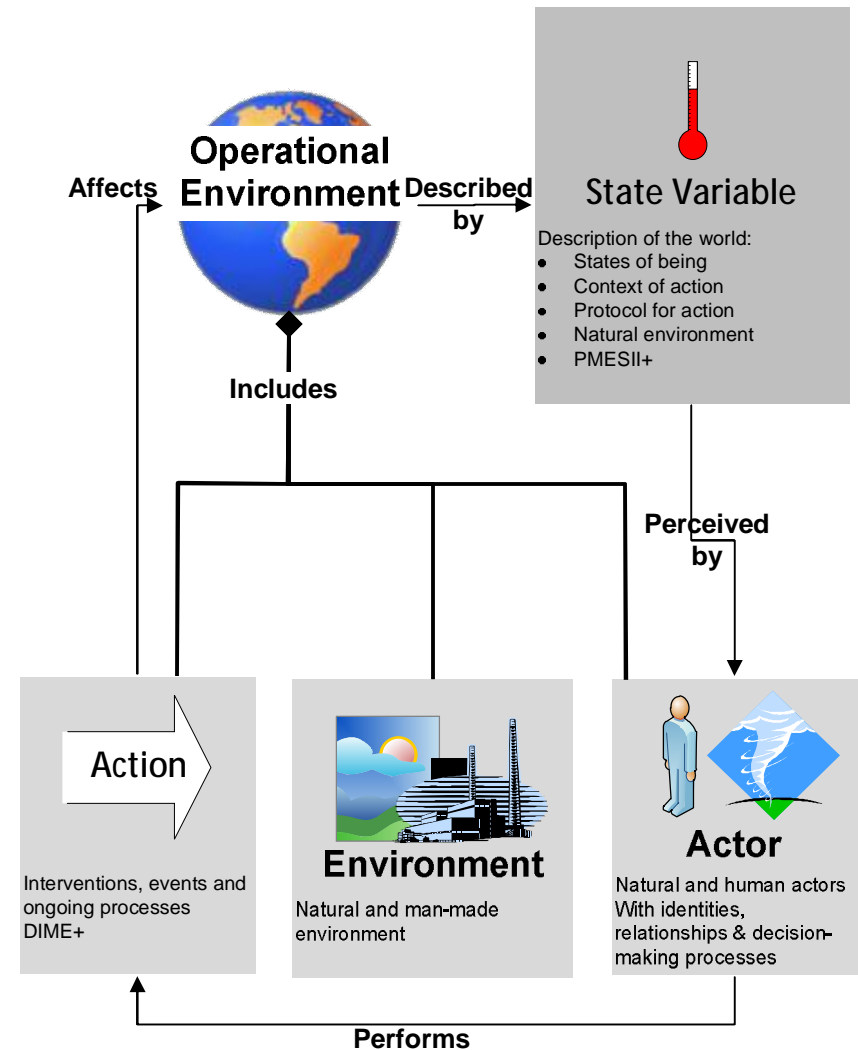 Operational
Environment
Affects
Described
by
State Variable
Description of the world:
● States of being
● Context of action
● Protocol for action
● Natural environment
● PMESII+
Includes
Perceived
by
Action
Interventions, events and
ongoing processes
DIME+
Environment
Natural and man-made
environment
Actor
Natural and human actors
With identities,
relationships & decision-
making processes
Performs